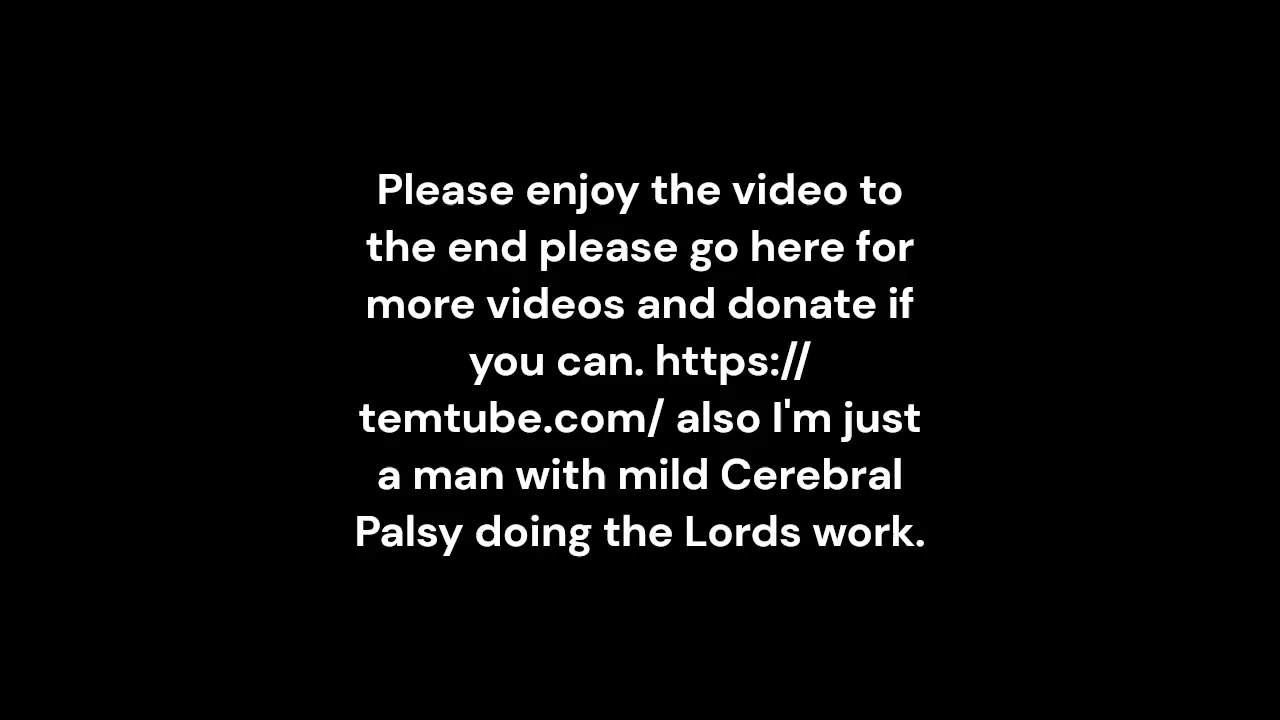 Please enjoy the video to
the end please go here for
more videos and donate if
you can. https://
temtube.com/ also I'm just
a man with mild Cerebral
Palsy doing the Lords work.